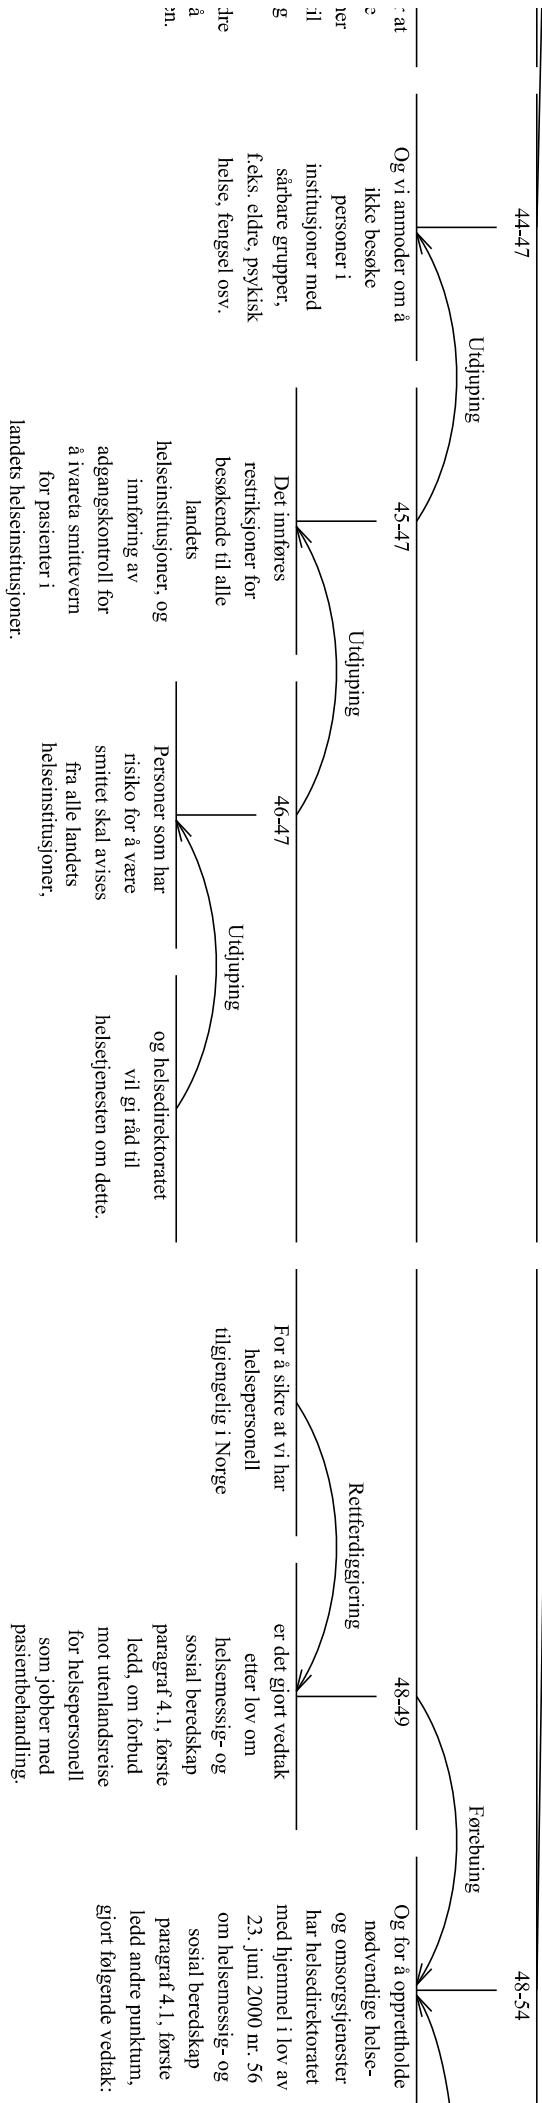 at
e
ner
il
g
dre
å
en.
44-47
Og vi anmoder om å
ikke besøke
personer i
institusjoner med
sårbare grupper,
f.eks. eldre, psykisk
helse, fengsel osv.
Utdjuping
45-47
Det innføres
restriksjoner for
besøkende til alle
landets
helseinstitusjoner, og
innføring av
adgangskontroll for
å ivareta smittevern
for pasienter i
landets helseinstitusjoner.
Utdjuping
46-47
Personer som har
risiko for å være
smittet skal avises
fra alle landets
helseinstitusjoner,
Utdjuping
og helsedirektoratet
vil gi råd til
helsetjenesten om dette.
For å sikre at vi har
helsepersonell
tilgjengelig i Norge
Rettferdiggjering
48-49
er det gjort vedtak
etter lov om
helsemessig- og
sosial beredskap
paragraf 4.1, første
ledd, om forbud
mot utenlandsreise
for helsepersonell
som jobber med
pasientbehandling.
Førebuing
48-54
Og for å opprettholde
nødvendige helse-
og omsorgstjenester
har helsedirektoratet
med hjemmel i lov av
23. juni 2000 nr. 56
om helsemessig- og
sosial beredskap
paragraf 4.1, første
ledd andre punktum,
gjort følgende vedtak: